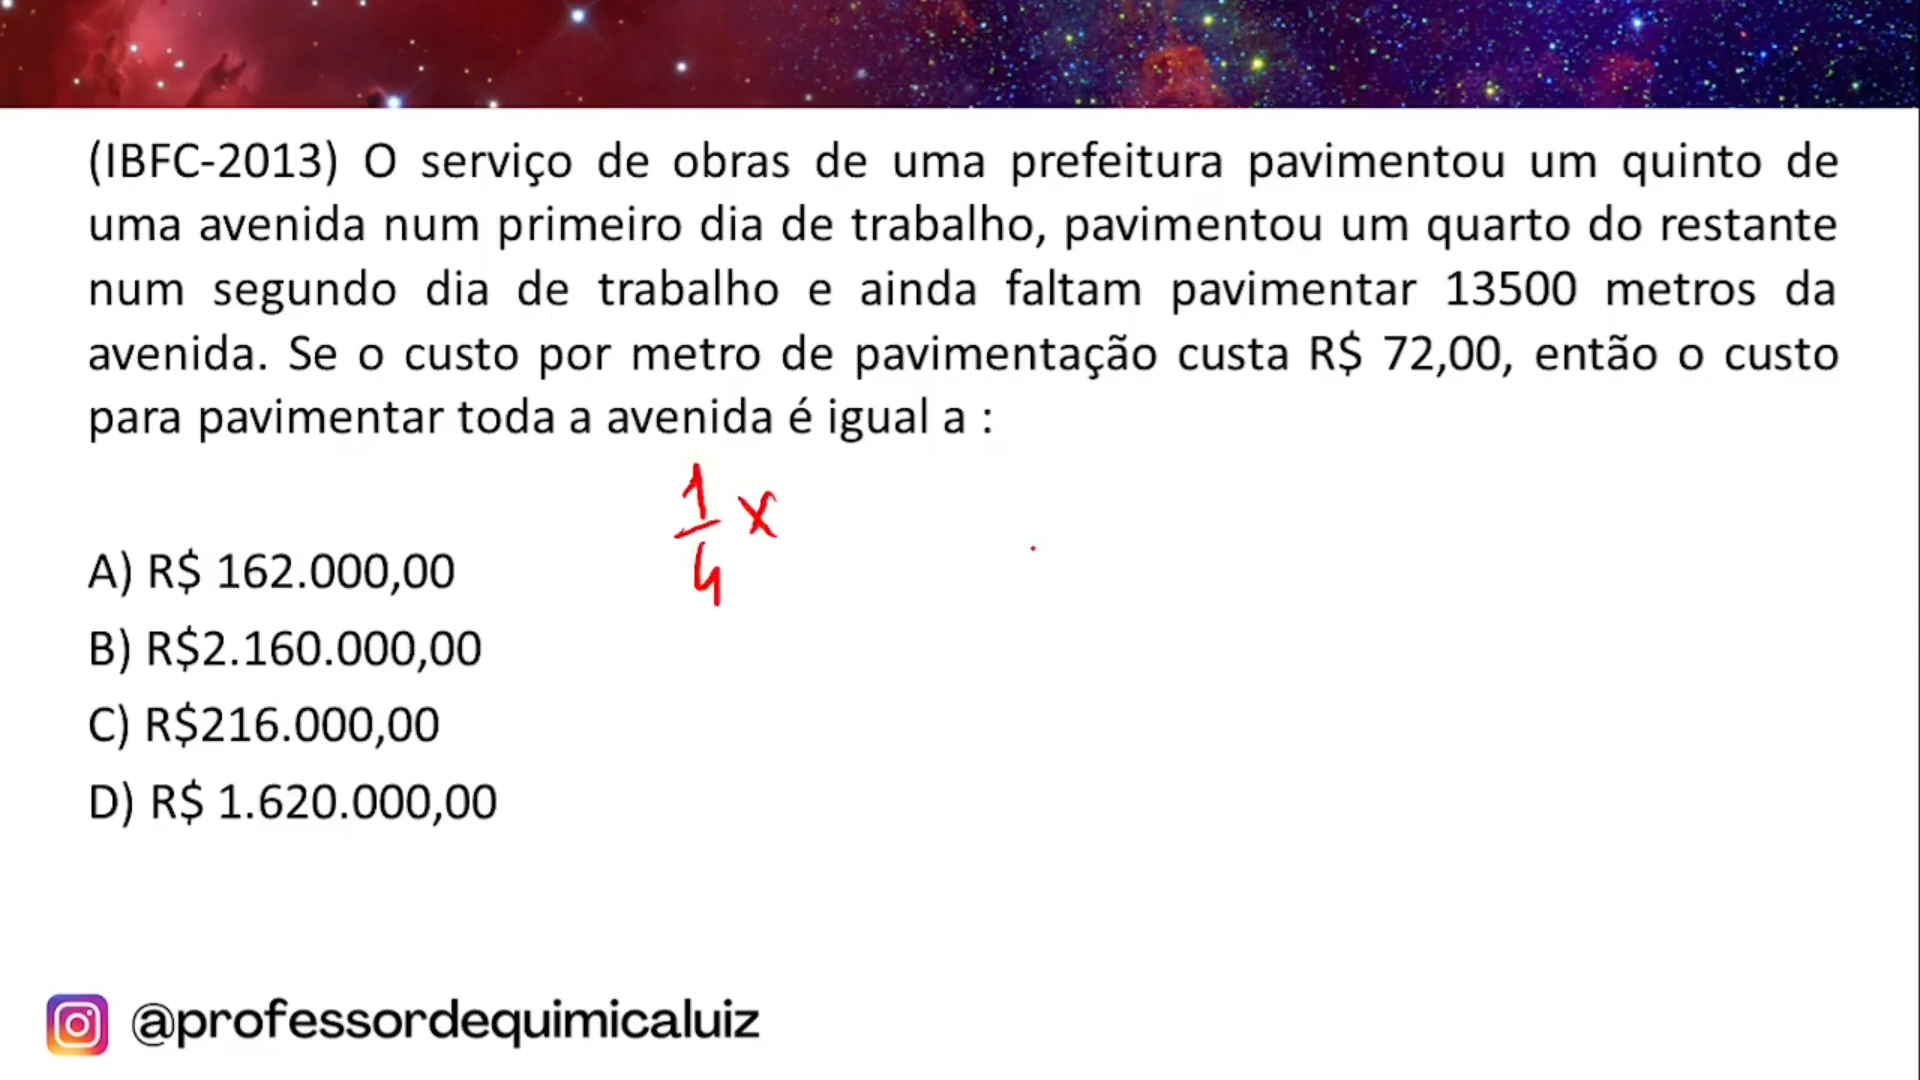 (IBFC-2013) O serviço de obras de uma prefeitura pavimentou um quinto de
uma avenida num primeiro dia de trabalho, pavimentou um quarto do restante
num segundo dia de trabalho e ainda faltam pavimentar 13500 metros da
avenida. Se o custo por metro de pavimentação custa R$ 72,00, então o custo
para pavimentar toda a avenida é igual a :
1/4 x
A) R$ 162.000,00
B) R$2.160.000,00
C) R$216.000,00
D) R$ 1.620.000,00
@professordequimicaluiz